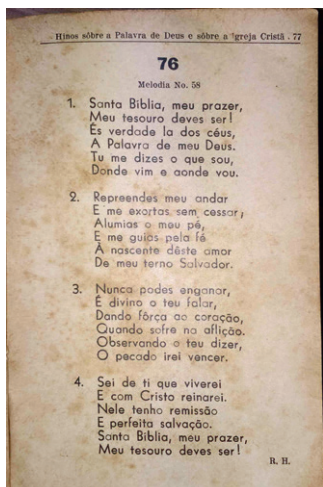 Hinos sôbre a Palavra de Deus e sôbre a Igreja Cristã . 77
76
Melodia No. 58
1. Santa Biblia, meu prazer,
Meu tesouro deves ser!
És verdade la dos céus,
A Palavra de meu Deus.
Tu me dizes o que sou,
Donde vim e aonde vou.
2. Repreendes meu andar
E me exortas sem cessar;
Alumias o meu pé,
E me guias pela fé
À nascente dêste amor
De meu terno Salvador.
3. Nunca podes enganar,
É divino o teu falar,
Dando fôrça ao coração,
Quando sofre na aflição.
Observando o teu dizer,
O pecado irei vencer.
4. Sei de ti que viverei
E com Cristo reinarei.
Nele tenho remissão
E perfeita salvação.
Santa Biblia, meu prazer,
Meu tesouro deves ser!
R. H.